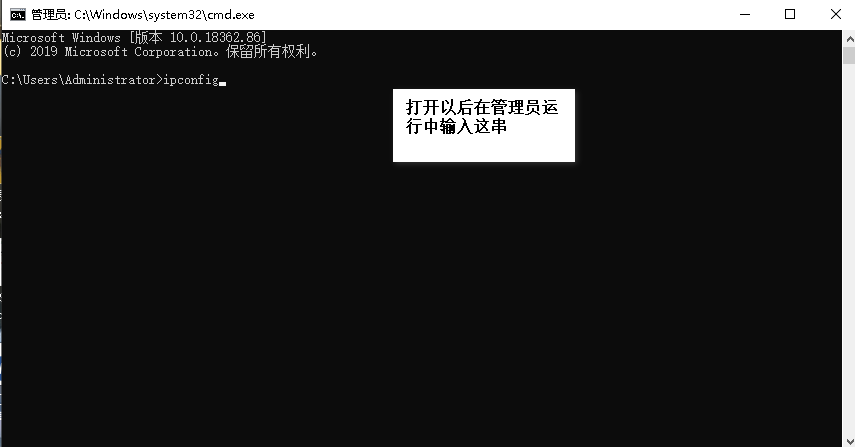 管理员: C:\Windows\system32\cmd.exe
Microsoft Windows [版本 10.0.18362.86]
(c) 2019 Microsoft Corporation。保留所有权利。
C:\Users\Administrator>ipconfig
打开以后在管理员运
行中输入这串